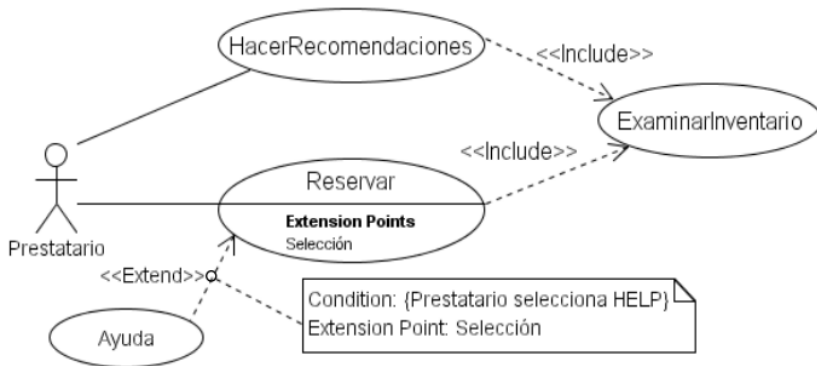 HacerRecomendaciones
<<Include>>
ExaminarInventario
<<Include>>
Reservar
Extension Points
Selección
Prestatario
<<Extend>>
Condition: {Prestatario selecciona HELP}
Extension Point: Selección
Ayuda